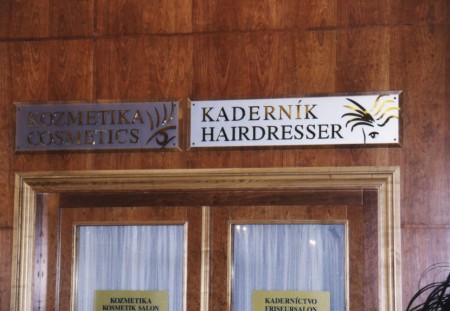 KOZMETIKA
COSMETICS
KADERNÍK
HAIRDRESSER
KOZMETIKA
KOSMETIK SALON
KADERNÍCTVO
FRISEURSALON